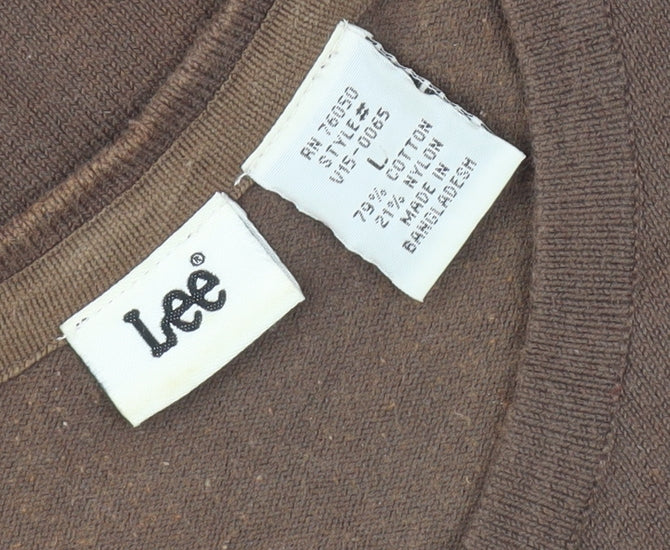 Lee®
RN 76050
STYLE#
U15-0065
L
79% COTTON
21% NYLON
MADE IN
BANGLADESH